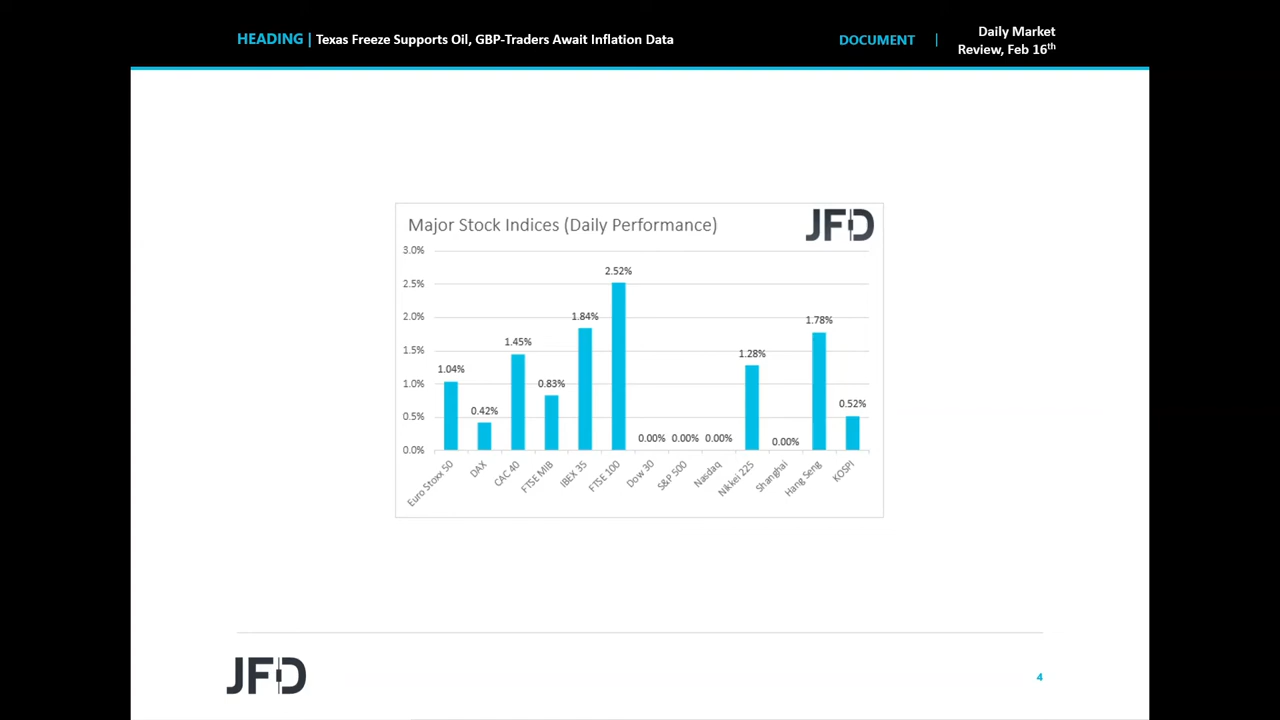 HEADING | Texas Freeze Supports Oil, GBP-Traders Await Inflation Data
DOCUMENT | Daily Market
Review, Feb 16th
Major Stock Indices (Daily Performance)
JFD
3.0%
2.5%
2.0%
1.5%
1.0%
0.5%
0.0%
1.04%
0.42%
1.45%
0.83%
1.84%
2.52%
0.00%
0.00%
0.00%
1.28%
0.00%
1.78%
0.52%
Euro Stoxx 50
DAX
CAC 40
FTSE MIB
IBEX 35
FTSE 100
Dow 30
S&P 500
Nasdaq
Nikkei 225
Shanghai
Hang Seng
KOSPI
JFD
4